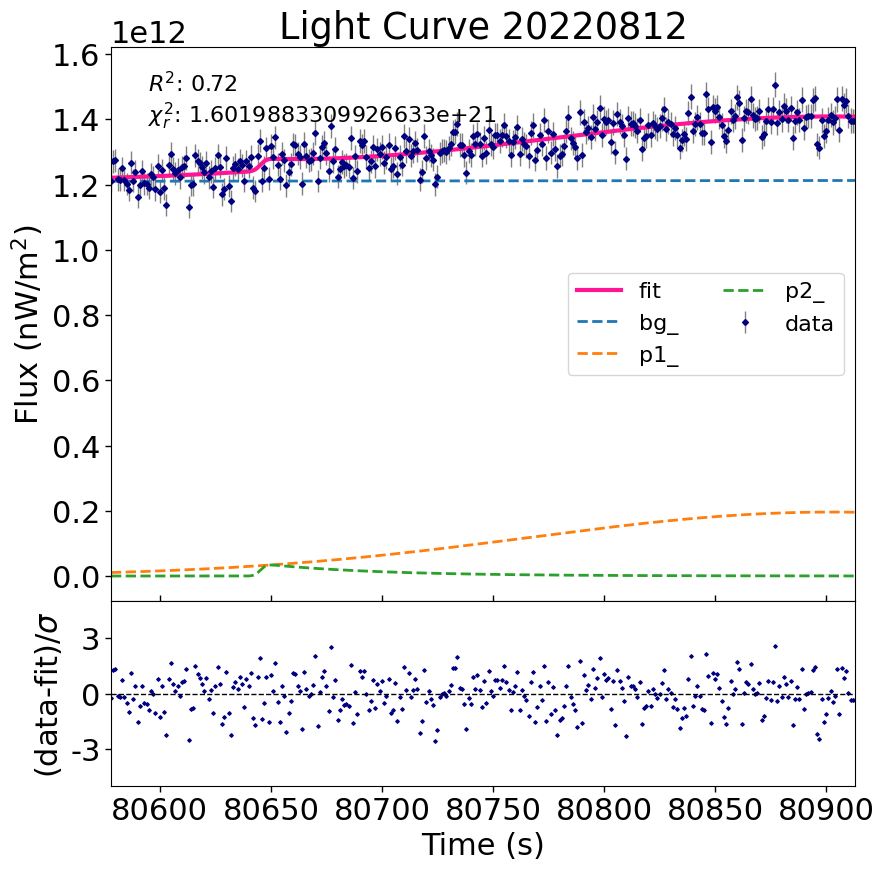 Light Curve 20220812
1e12
R²: 0.72
χ²ᵣ: 1.6019883309926633e+21
1.6
1.4
1.2
1.0
0.8
0.6
0.4
0.2
0.0
Flux (nW/m²)
fit
bg_
p1_
p2_
data
3
0
-3
(data-fit)/σ
80600 80650 80700 80750 80800 80850 80900
Time (s)